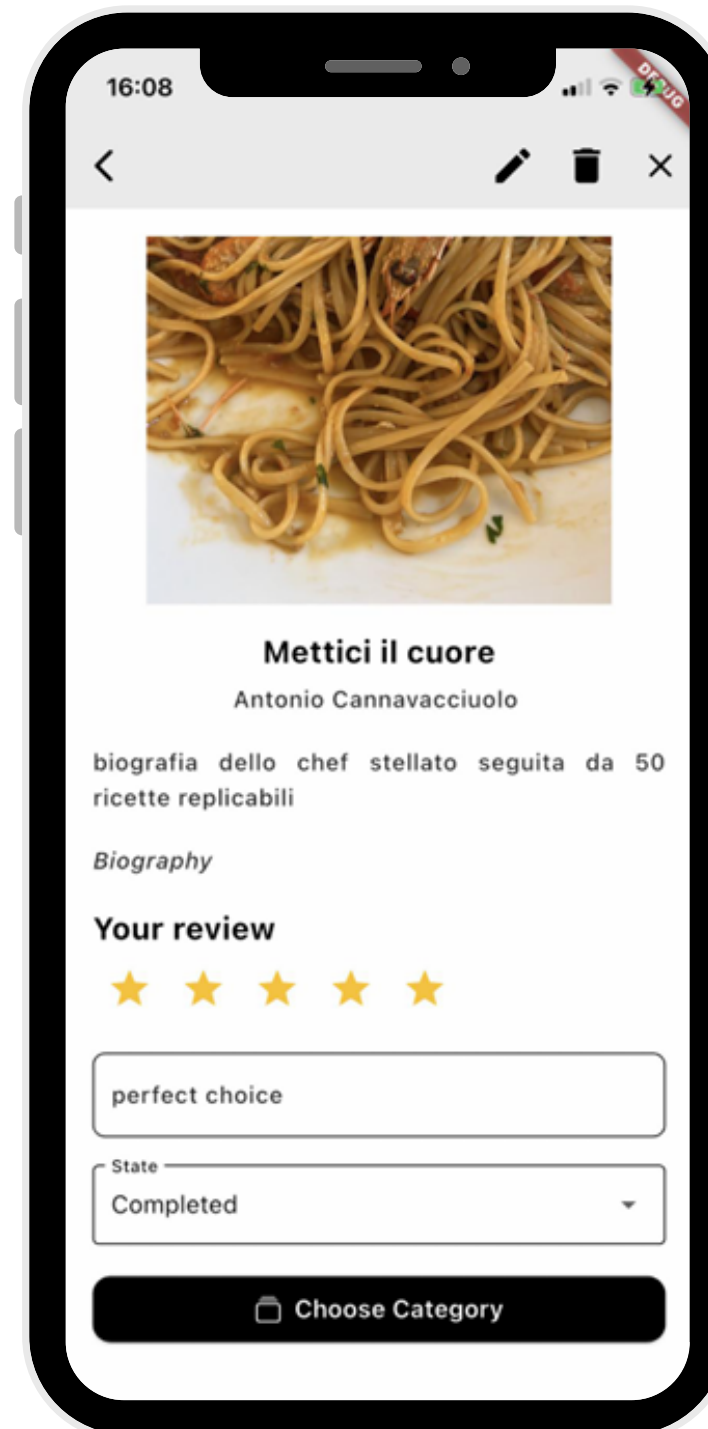 16:08
DEBUG
Mettici il cuore
Antonio Cannavacciuolo
biografia dello chef stellato seguita da 50
ricette replicabili
Biography
Your review
perfect choice
State
Completed
Choose Category